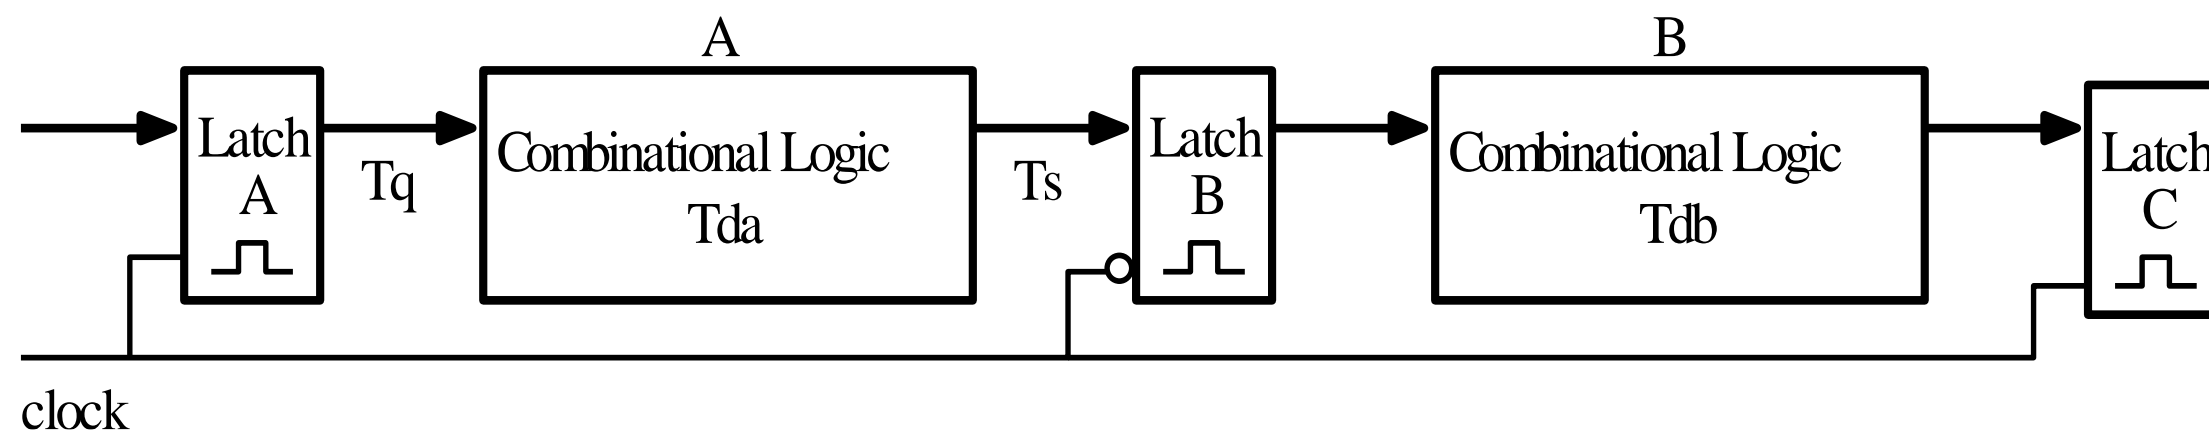 A
B
Latch
A
Tq
Combinational Logic
Tda
Ts
Latch
B
Combinational Logic
Tdb
Latch
C
clock